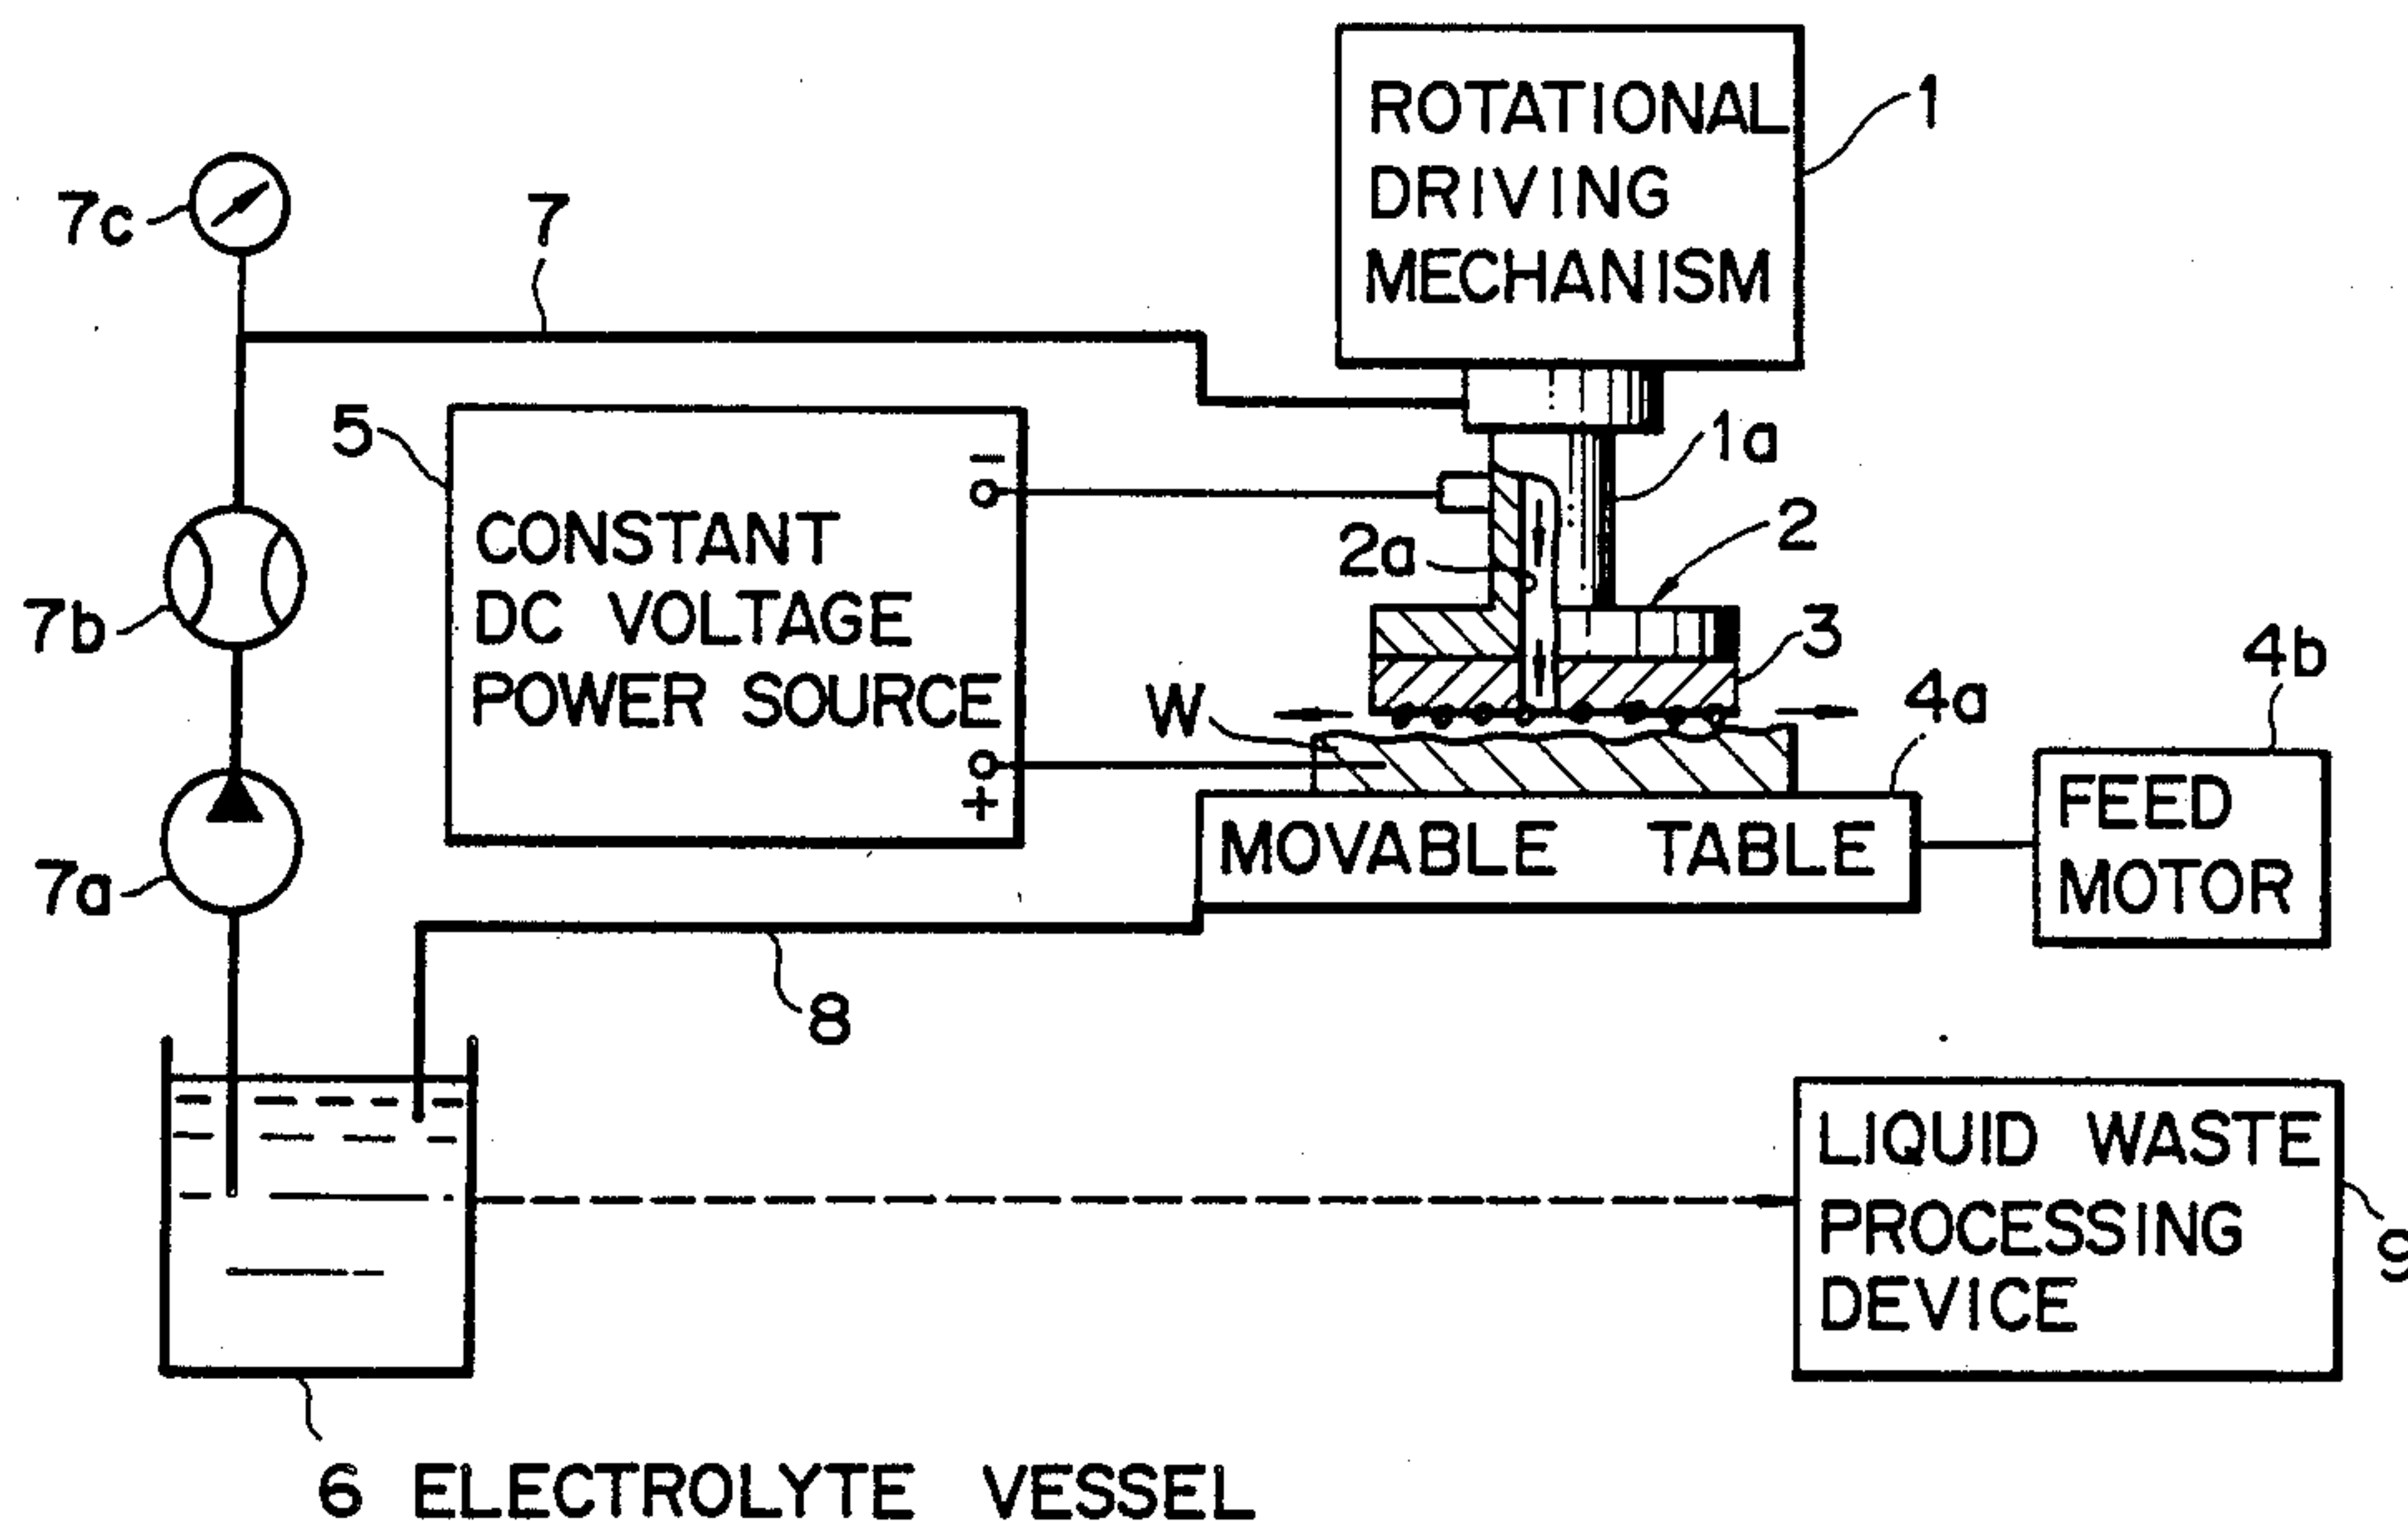 ROTATIONAL
DRIVING
MECHANISM
1
7c
7
5
1a
2
2a
3
7b
CONSTANT
DC VOLTAGE
POWER SOURCE
−
+
W
4a
4b
FEED
MOTOR
MOVABLE TABLE
7a
8
LIQUID WASTE
PROCESSING
DEVICE
9
6 ELECTROLYTE VESSEL